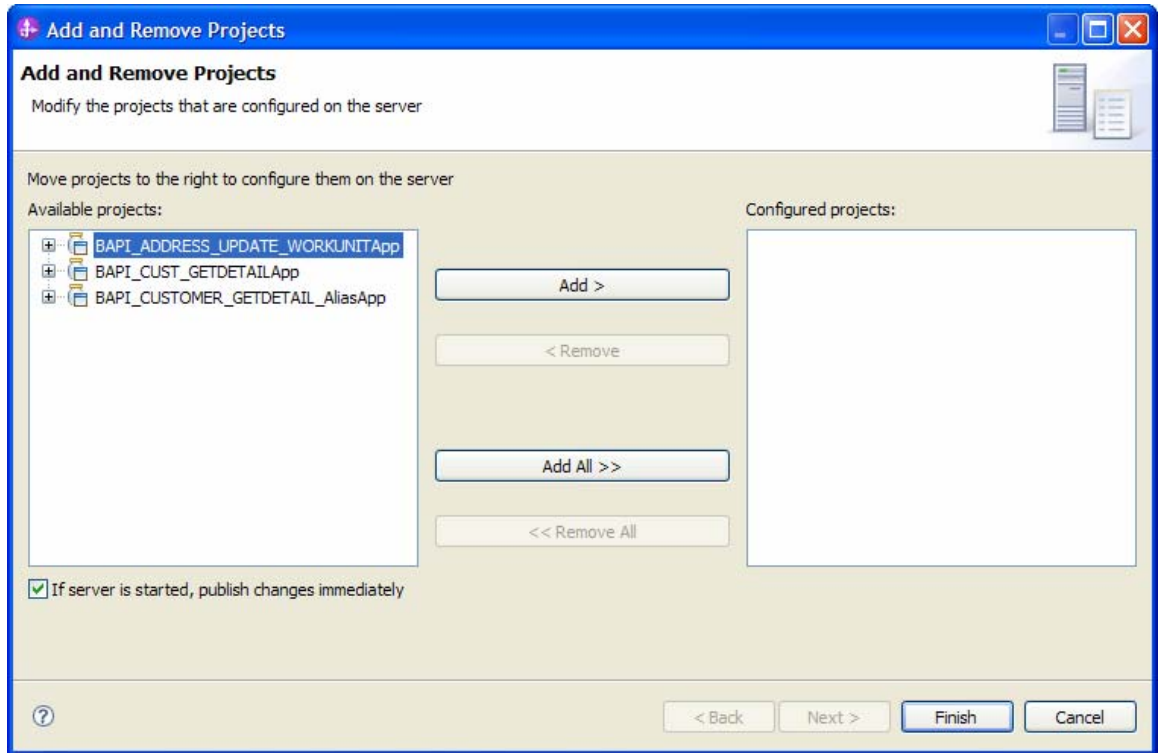 Add and Remove Projects
Add and Remove Projects
Modify the projects that are configured on the server
Move projects to the right to configure them on the server
Available projects:
Configured projects:
BAPI_ADDRESS_UPDATE_WORKUNITApp
BAPI_CUST_GETDETAILApp
BAPI_CUSTOMER_GETDETAIL_AliasApp
Add >
< Remove
Add All >>
<< Remove All
If server is started, publish changes immediately
?
< Back
Next >
Finish
Cancel